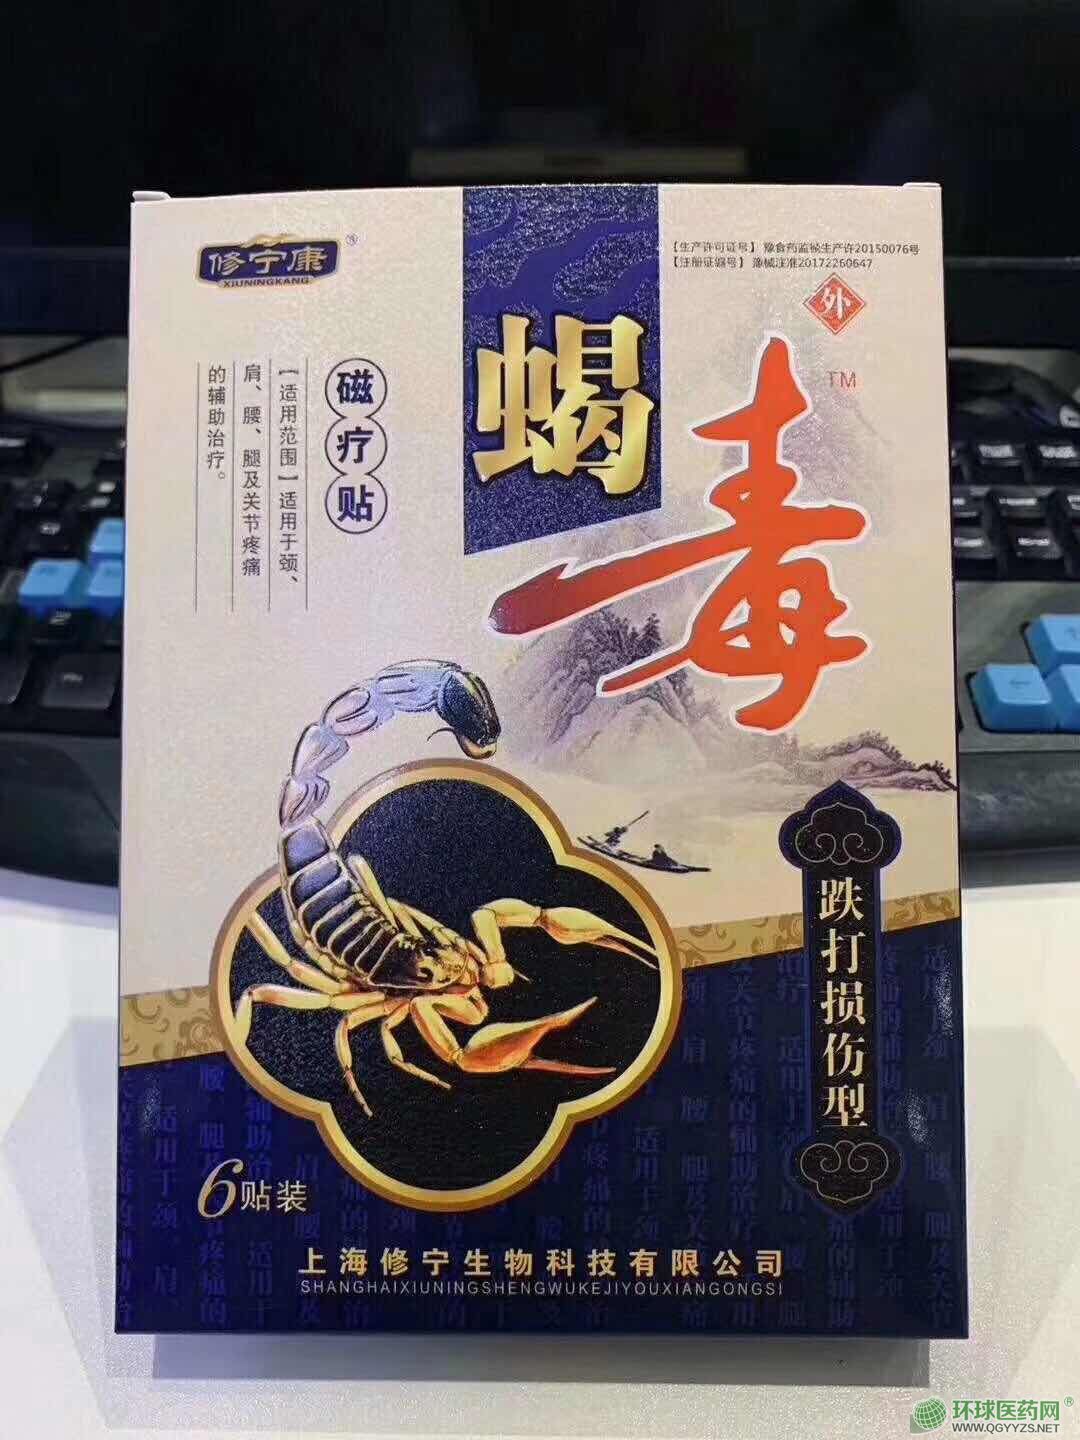 修宁康®
XIUNINGKANG
【生产许可证号】 豫食药监械生产许20150076号
【注册证编号】 豫械注准20172260647
外
蝎
毒
TM
磁疗贴
【适用范围】适用于颈、
肩、腰、腿及关节疼痛
的辅助治疗。
跌打损伤型
6贴装
上海修宁生物科技有限公司
SHANGHAIXIUNINGSHENGWUKEJIYOUXIANGONGSI
环球医药网®
WWW.QGYYZS.NET